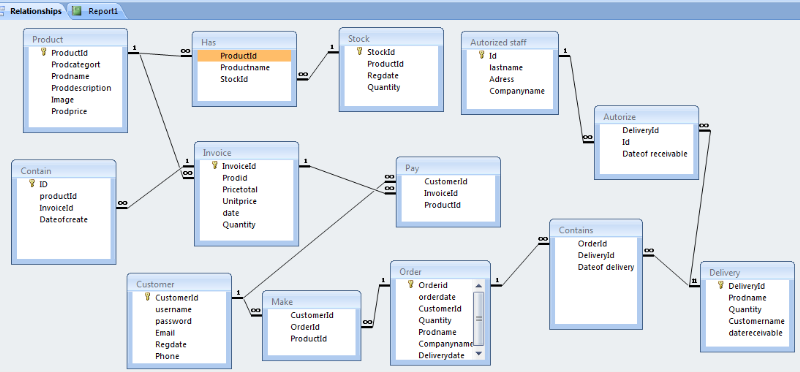 Relationships
Report1
Product
ProductId
Prodcategort
Prodname
Proddescription
Image
Prodprice
Has
ProductId
Productname
StockId
Stock
StockId
ProductId
Regdate
Quantity
Autorized staff
Id
lastname
Adress
Companyname
Autorize
DeliveryId
Id
Dateof receivable
Contain
ID
productId
InvoiceId
Dateofcreate
Invoice
InvoiceId
Prodid
Pricetotal
Unitprice
date
Quantity
Pay
CustomerId
InvoiceId
ProductId
Customer
CustomerId
username
password
Email
Regdate
Phone
Make
CustomerId
OrderId
ProductId
Order
Orderid
orderdate
CustomerId
Quantity
Prodname
Companyname
Deliverydate
Contains
OrderId
DeliveryId
Dateof delivery
Delivery
DeliveryId
Prodname
Quantity
Customername
datereceivable
1
∞
∞
1
1
∞
∞
1
∞
∞
1
1
∞
∞
1
∞
∞
1
1
∞
∞